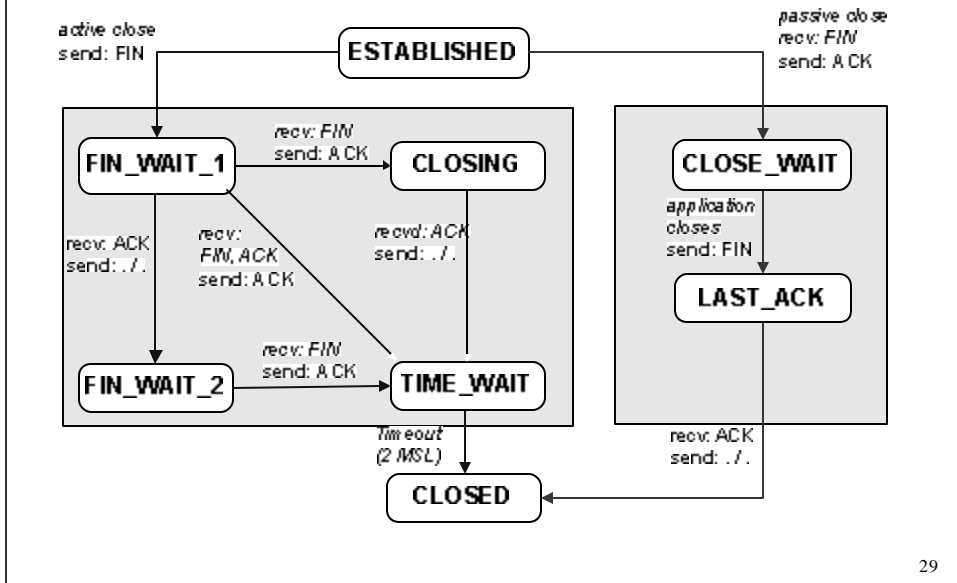 active close
send: FIN
ESTABLISHED
passive close
recv: FIN
send: ACK
FIN_WAIT_1
recv: FIN
send: ACK
CLOSING
CLOSE_WAIT
recv: ACK
send: . / .
recv:
FIN, ACK
send: ACK
recvd: ACK
send: . / .
application
closes
send: FIN
LAST_ACK
FIN_WAIT_2
recv: FIN
send: ACK
TIME_WAIT
Timeout
(2 MSL)
recv: ACK
send: . / .
CLOSED
29